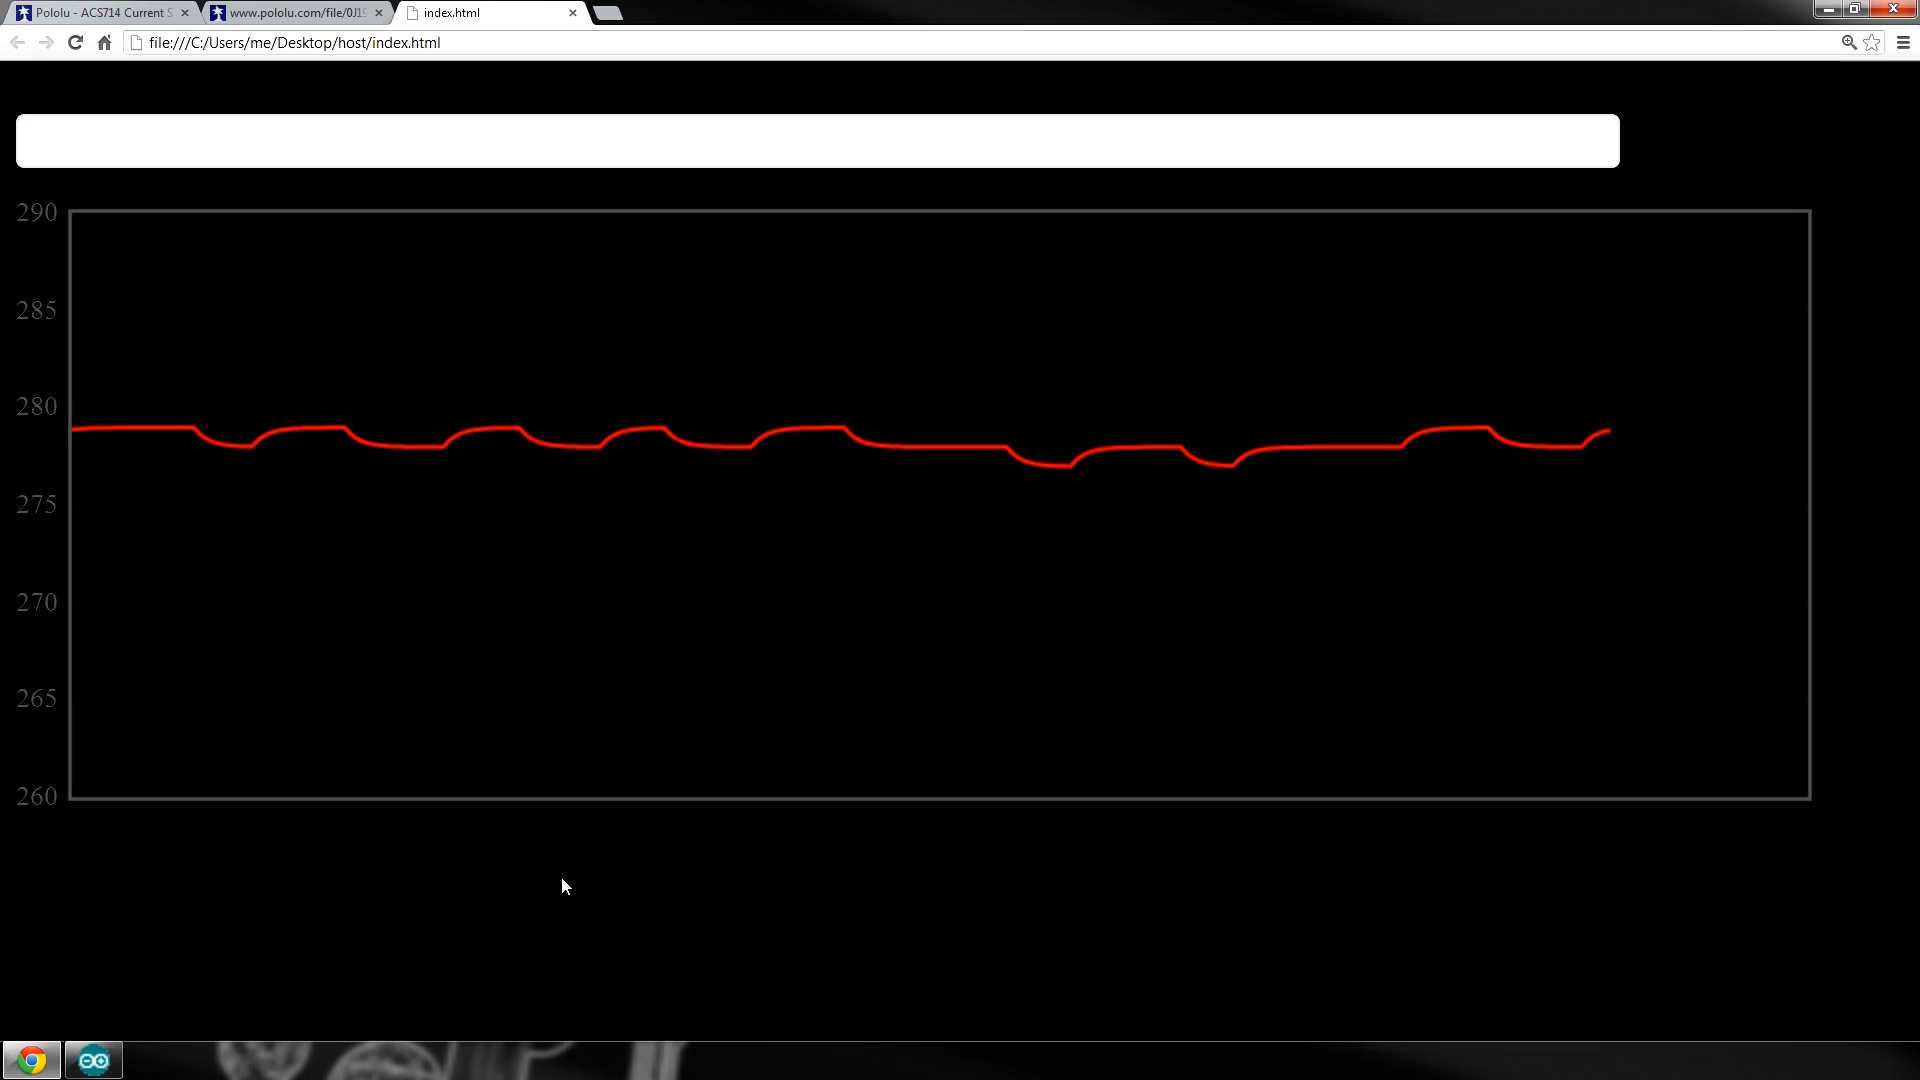 Pololu - ACS714 Current S
www.pololu.com/file/0J19
index.html
file:///C:/Users/me/Desktop/host/index.html
290
285
280
275
270
265
260